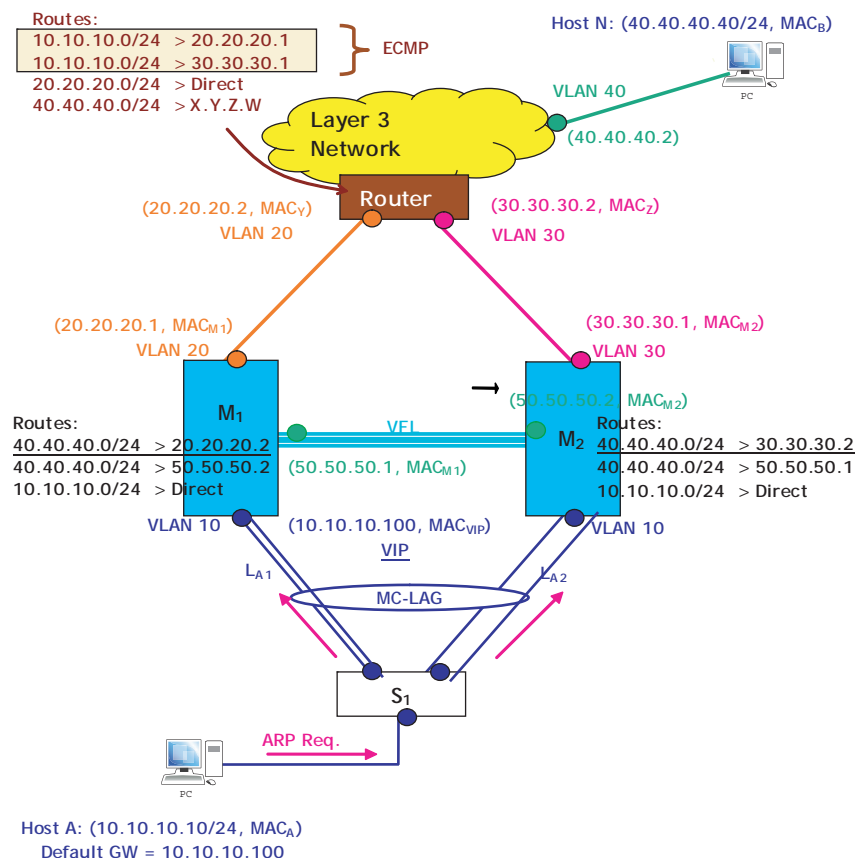 Routes:
10.10.10.0/24 > 20.20.20.1
10.10.10.0/24 > 30.30.30.1
20.20.20.0/24 > Direct
40.40.40.0/24 > X.Y.Z.W
ECMP
Host N: (40.40.40.40/24, MACB)
PC
VLAN 40
(40.40.40.2)
Layer 3
Network
Router
(20.20.20.2, MACY)
VLAN 20
(30.30.30.2, MACZ)
VLAN 30
(20.20.20.1, MACM1)
VLAN 20
(30.30.30.1, MACM2)
VLAN 30
M1
(50.50.50.2, MACM2)
VFL
M2
(50.50.50.1, MACM1)
Routes:
40.40.40.0/24 > 20.20.20.2
40.40.40.0/24 > 50.50.50.2
10.10.10.0/24 > Direct
Routes:
40.40.40.0/24 > 30.30.30.2
40.40.40.0/24 > 50.50.50.1
10.10.10.0/24 > Direct
VLAN 10
(10.10.10.100, MACVIP)
VIP
VLAN 10
LA1
MC-LAG
LA2
S1
ARP Req.
PC
Host A: (10.10.10.10/24, MACA)
Default GW = 10.10.10.100